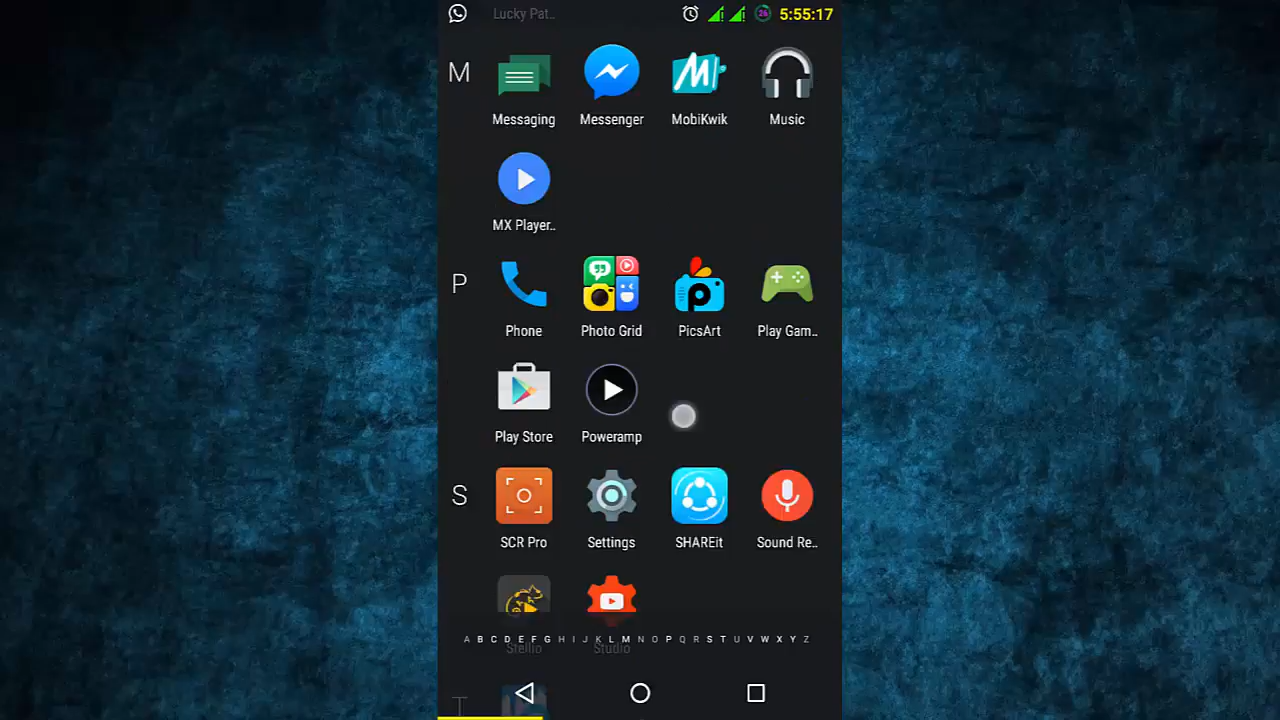 Lucky Pat..
26
5:55:17
M
Messaging
Messenger
MobiKwik
Music
MX Player..
P
Phone
Photo Grid
PicsArt
Play Gam..
Play Store
Poweramp
S
SCR Pro
Settings
SHAREit
Sound Re..
A B C D E F G H I J K L M N O P Q R S T U V W X Y Z
Stellio
Studio
T